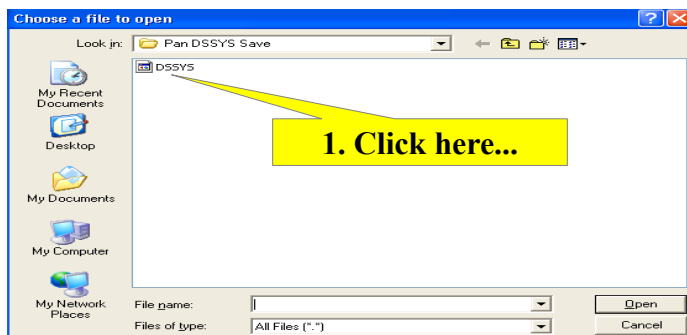 Choose a file to open
Look in: Pan DSSYS Save
DSSYS
My Recent
Documents
Desktop
1. Click here...
My Documents
My Computer
My Network
Places
File name:
Open
Files of type: All Files ("*.*")
Cancel